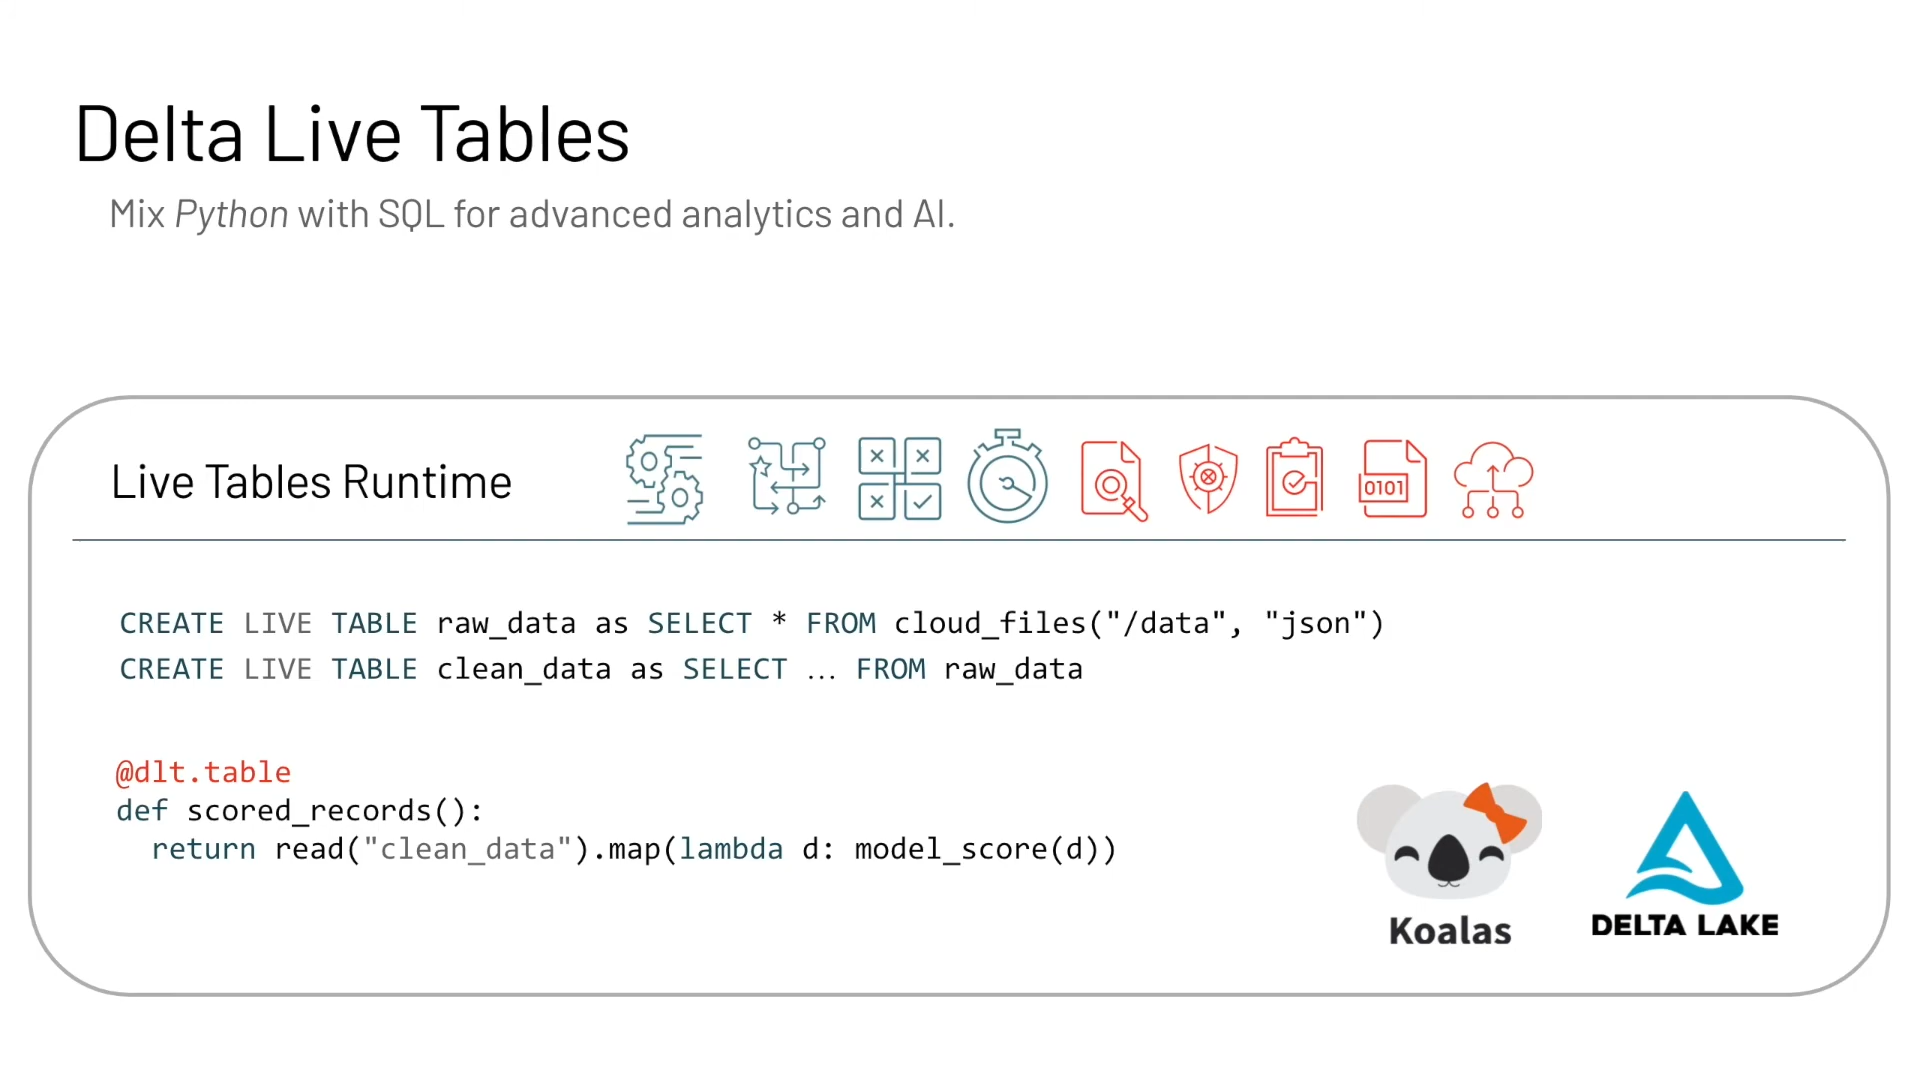 Delta Live Tables
Mix Python with SQL for advanced analytics and AI.
Live Tables Runtime
0101
CREATE LIVE TABLE raw_data as SELECT * FROM cloud_files("/data", "json")
CREATE LIVE TABLE clean_data as SELECT ... FROM raw_data
@dlt.table
def scored_records():
  return read("clean_data").map(lambda d: model_score(d))
Koalas
DELTA LAKE